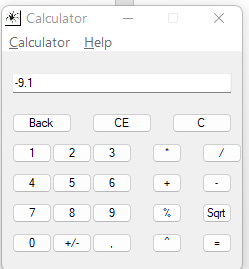 Calculator
Calculator Help
-9.1
Back CE C
1 2 3 * /
4 5 6 + -
7 8 9 % Sqrt
0 +/- , ^ =